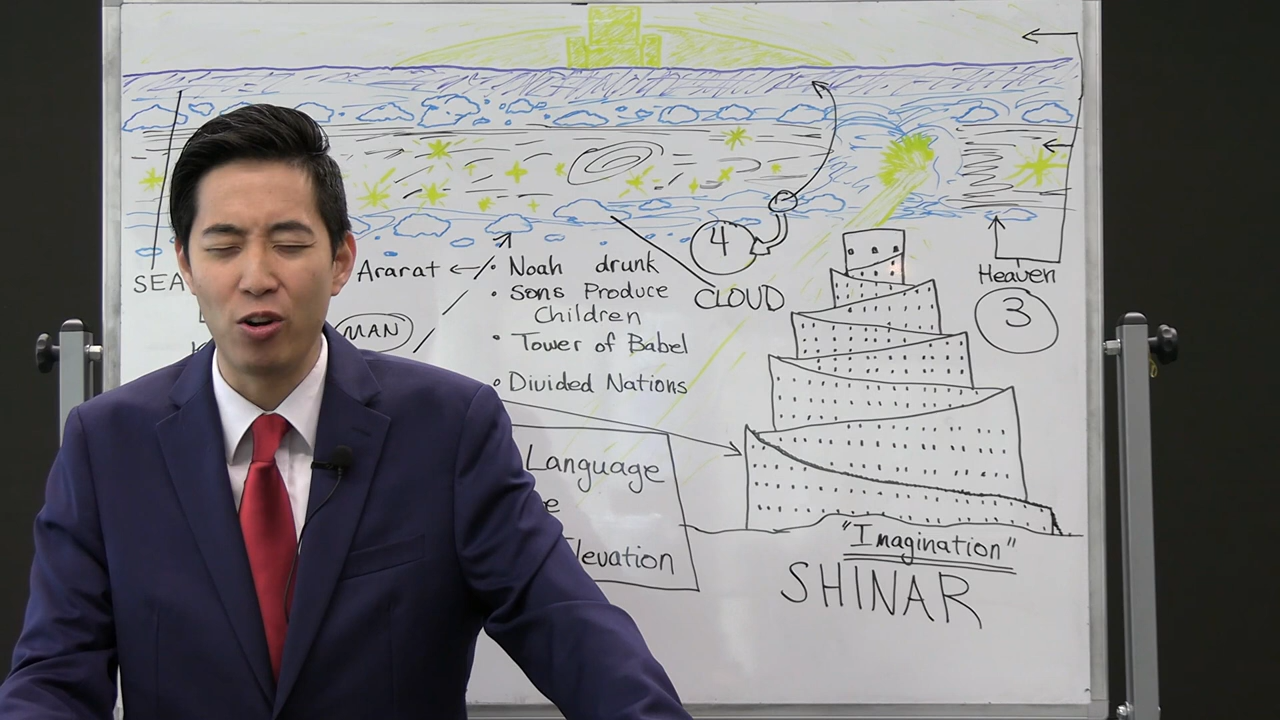 SEA
Ararat
MAN
• Noah drunk
• Sons Produce
Children
• Tower of Babel
• Divided Nations
CLOUD
4
Heaven
3
Language
Elevation
"Imagination"
SHINAR